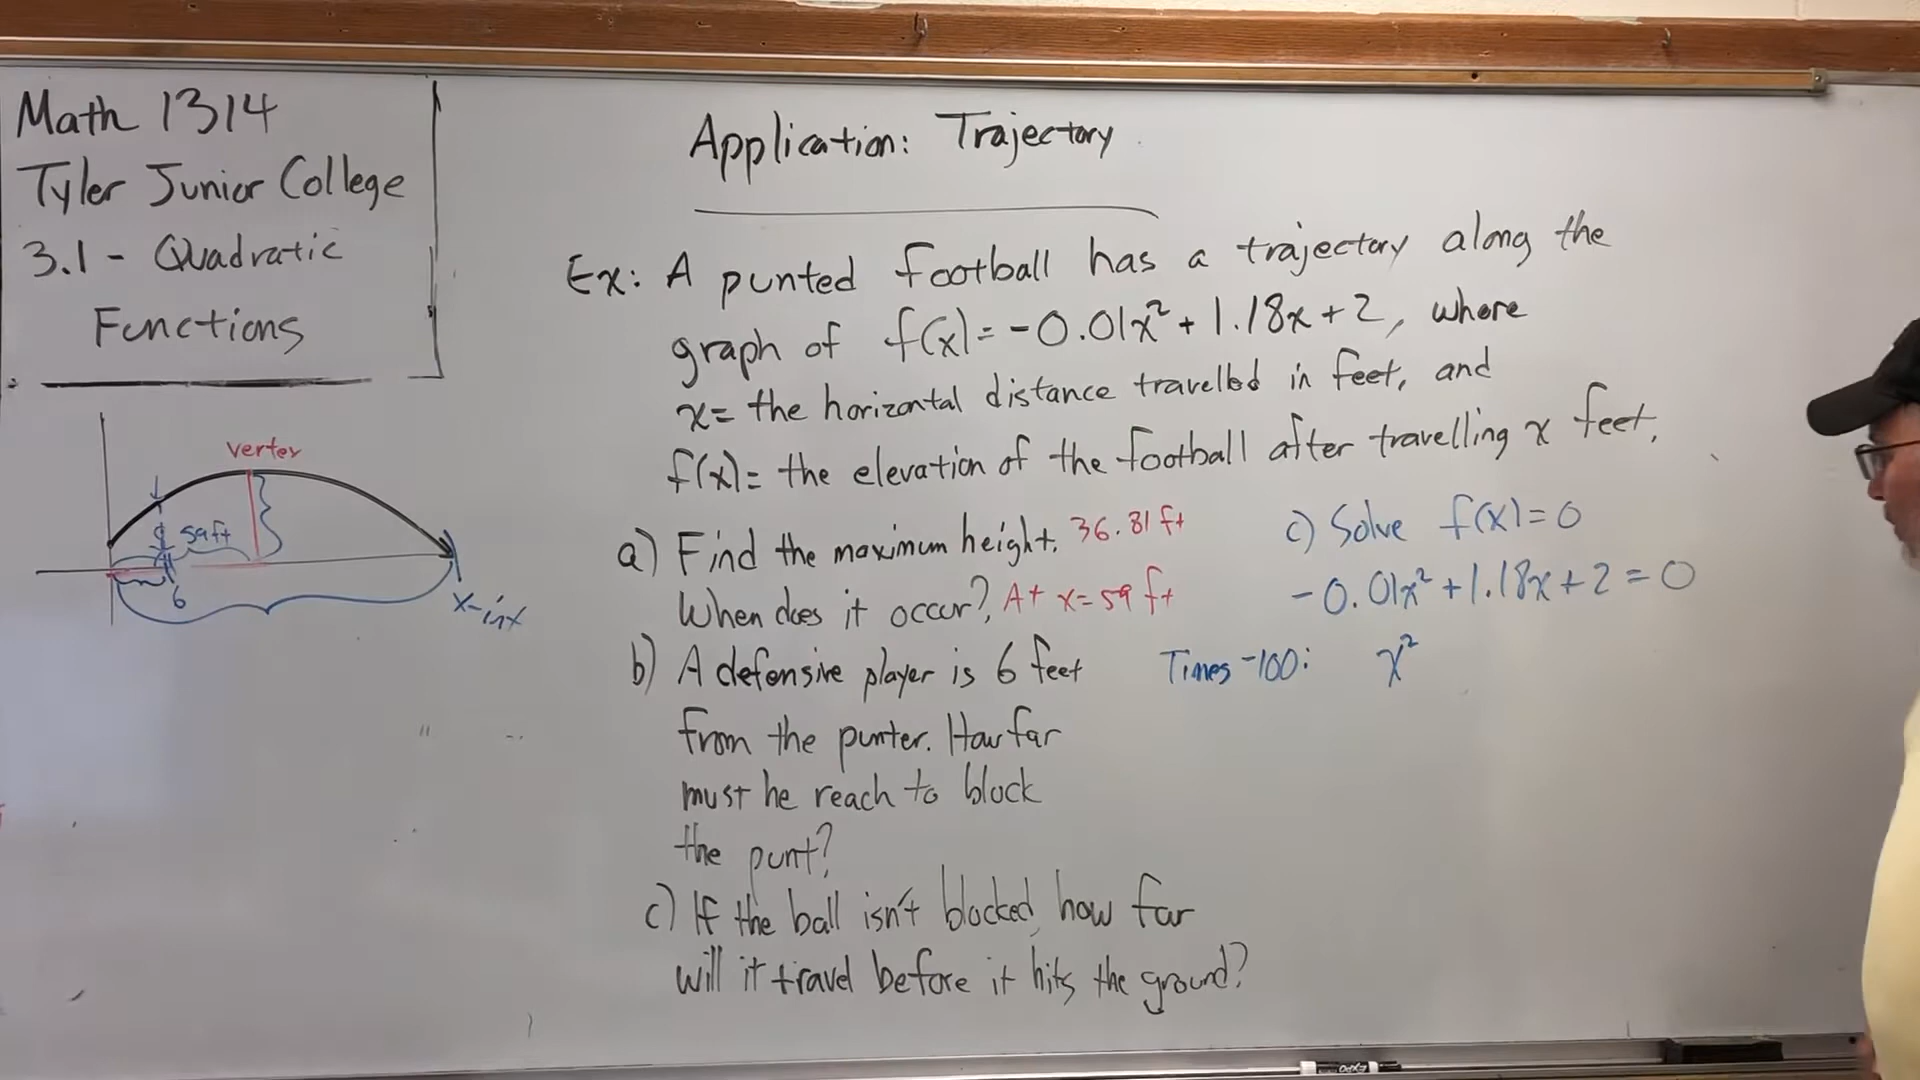 Math 1314
Tyler Junior College
3.1 - Quadratic
Functions
vertex
59ft
6
x-int
Application: Trajectory
Ex: A punted football has a trajectory along the
graph of f(x)= -0.01x² + 1.18x + 2, where
x= the horizontal distance travelled in feet, and
f(x)= the elevation of the football after travelling x feet.
a) Find the maximum height. 36.81 ft
When does it occur? At x=59 ft
b) A defensive player is 6 feet
from the punter. How far
must he reach to block
the punt?
c) If the ball isn't blocked, how far
will it travel before it hits the ground?
c) Solve f(x)=0
-0.01x² + 1.18x + 2 = 0
Times -100: x²